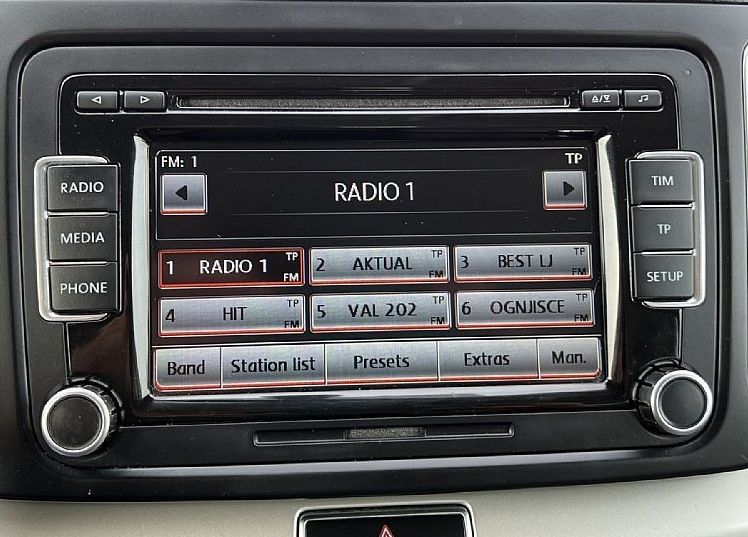 FM: 1
TP
RADIO 1
RADIO
MEDIA
PHONE
TIM
TP
SETUP
1 RADIO 1 TP FM
2 AKTUAL TP FM
3 BEST LJ TP FM
4 HIT TP FM
5 VAL 202 TP FM
6 OGNJISCE TP FM
Band Station list Presets Extras Man.